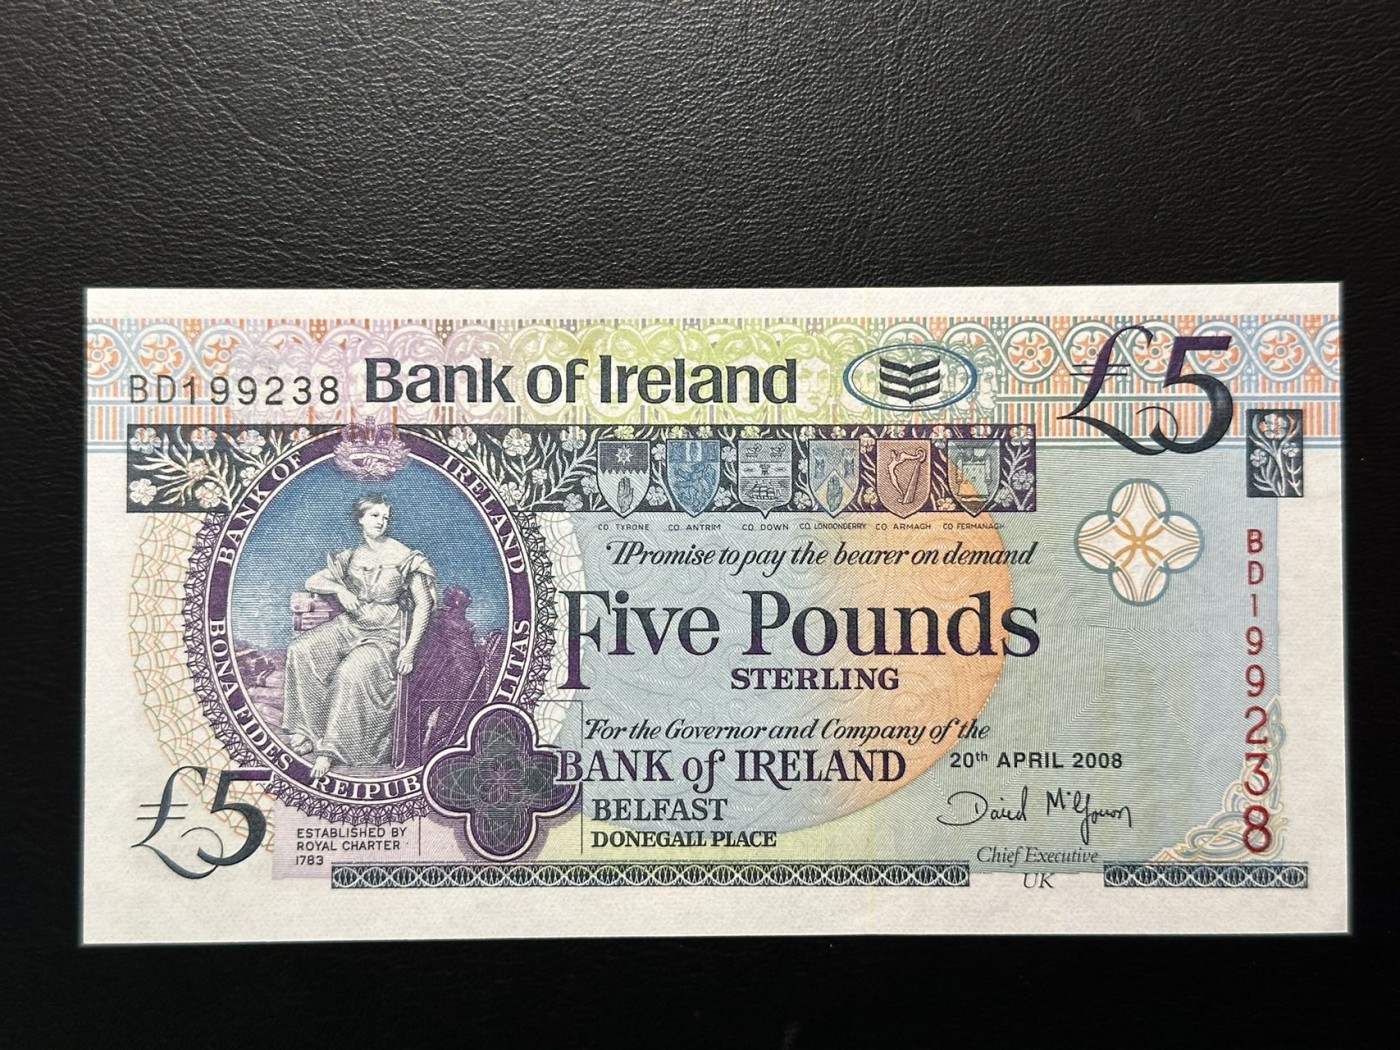 BD199238
Bank of Ireland
£5
BANK OF IRELAND
BONA FIDES REIPUB LITAS
CO. TYRONE CO. ANTRIM CO. DOWN CO. LONDONDERRY CO. ARMAGH CO. FERMANAGH
I Promise to pay the bearer on demand
Five Pounds
STERLING
For the Governor and Company of the
BANK of IRELAND
BELFAST
DONEGALL PLACE
20th APRIL 2008
David McGowan
Chief Executive
UK
£5
ESTABLISHED BY
ROYAL CHARTER
1783
BD199238